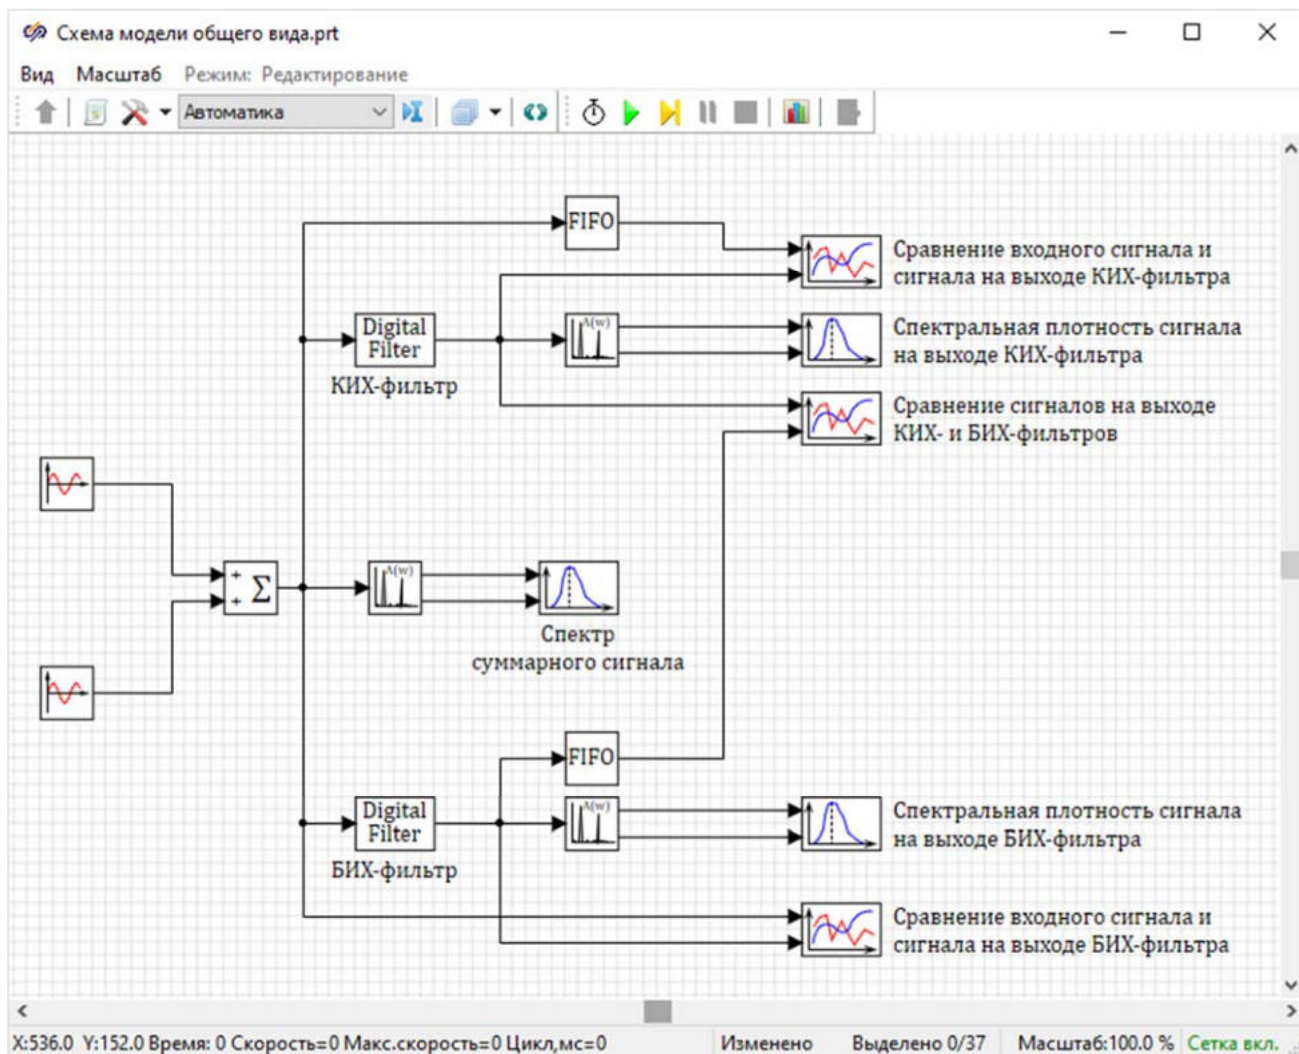 Схема модели общего вида.prt
Вид Масштаб Режим: Редактирование
Автоматика
FIFO
Сравнение входного сигнала и
сигнала на выходе КИХ-фильтра
Digital
Filter
КИХ-фильтр
A(w)
Спектральная плотность сигнала
на выходе КИХ-фильтра
Сравнение сигналов на выходе
КИХ- и БИХ-фильтров
+
+
Σ
A(w)
Спектр
суммарного сигнала
FIFO
Digital
Filter
БИХ-фильтр
A(w)
Спектральная плотность сигнала
на выходе БИХ-фильтра
Сравнение входного сигнала и
сигнала на выходе БИХ-фильтра
X:536.0 Y:152.0 Время: 0 Скорость=0 Макс.скорость=0 Цикл,мс=0 Изменено Выделено 0/37 Масштаб:100.0 % Сетка вкл.